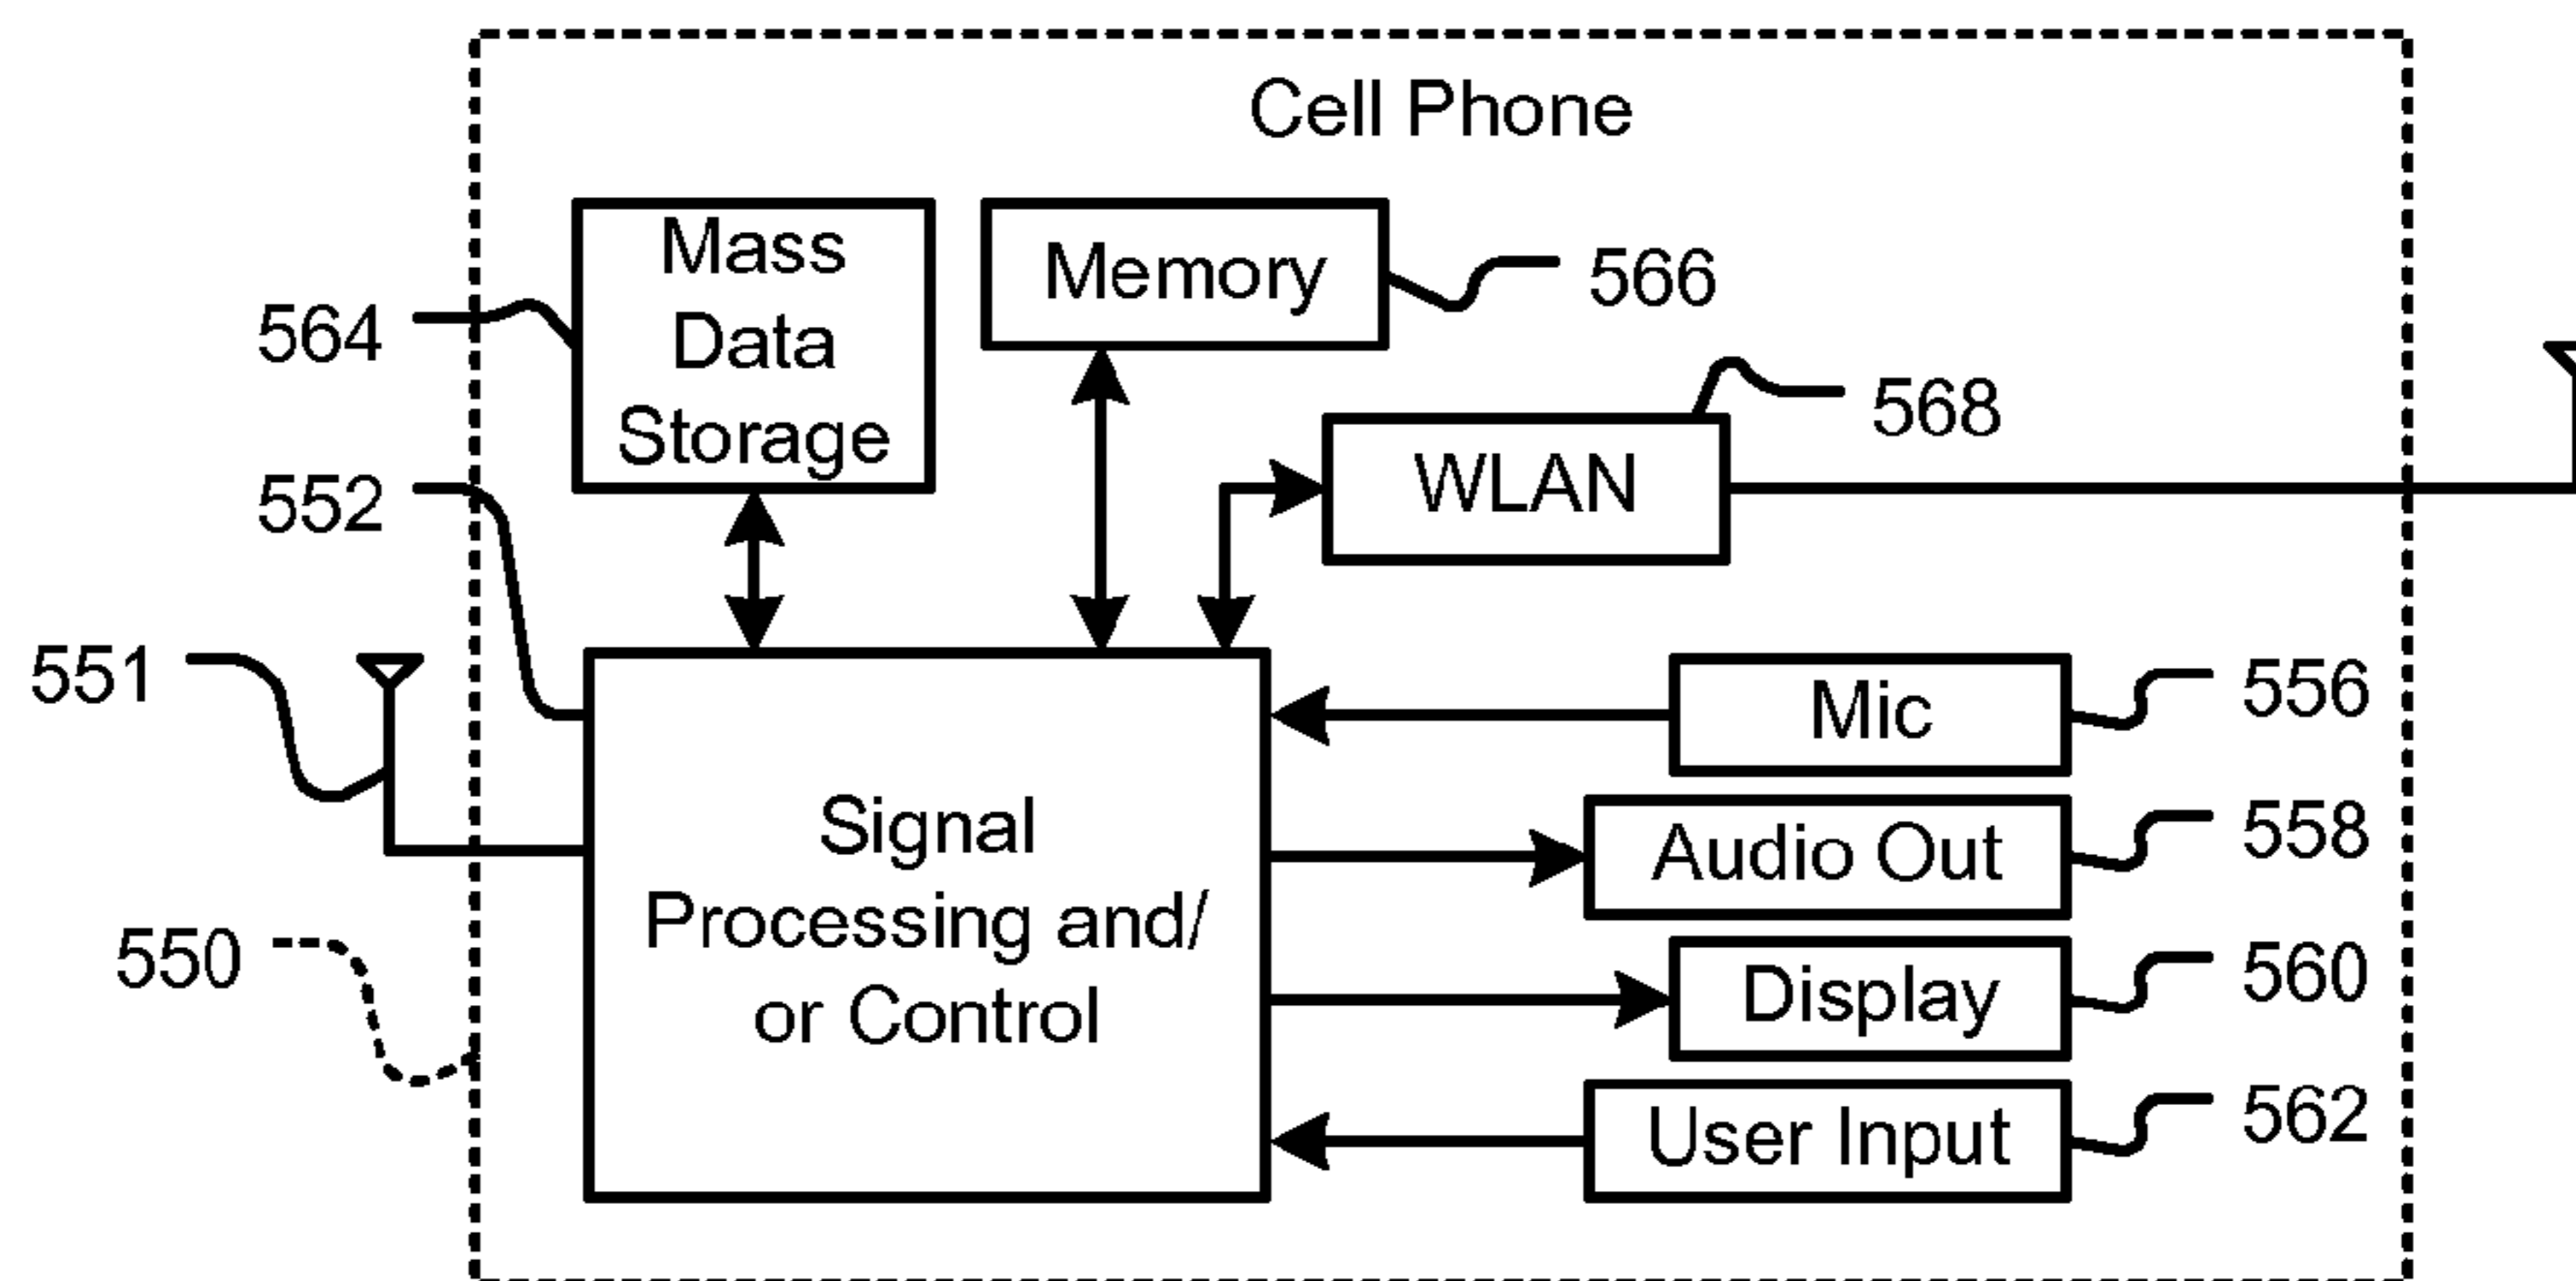 Cell Phone
Mass
Data
Storage
Memory
566
564
568
WLAN
552
551
Mic
556
Signal
Processing and/
or Control
Audio Out
558
550
Display
560
User Input
562